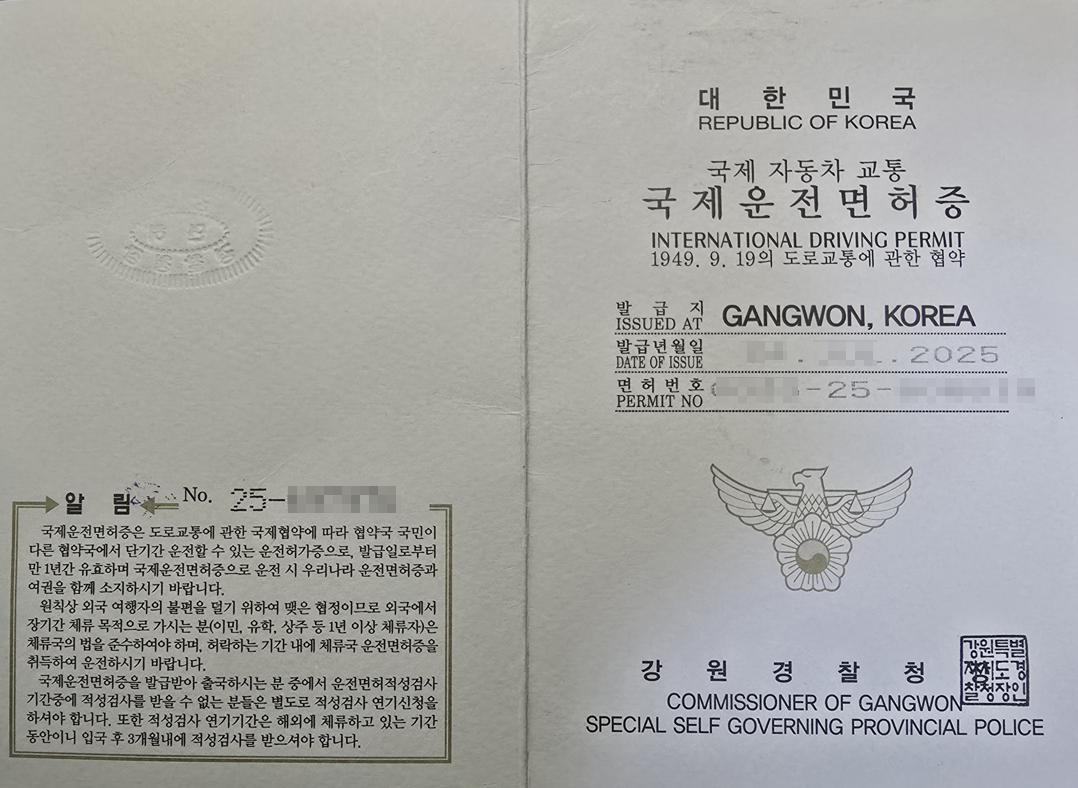 알 림 No. 25-
국제운전면허증은 도로교통에 관한 국제협약에 따라 협약국 국민이
다른 협약국에서 단기간 운전할 수 있는 운전허가증으로, 발급일로부터
만 1년간 유효하며 국제운전면허증으로 운전 시 우리나라 운전면허증과
여권을 함께 소지하시기 바랍니다.
원칙상 외국 여행자의 불편을 덜기 위하여 맺은 협정이므로 외국에서
장기간 체류 목적으로 가시는 분(이민, 유학, 상주 등 1년 이상 체류자)은
체류국의 법을 준수하여야 하며, 허락하는 기간 내에 체류국 운전면허증을
취득하여 운전하시기 바랍니다.
국제운전면허증을 발급받아 출국하시는 분 중에서 운전면허적성검사
기간중에 적성검사를 받을 수 없는 분들은 별도로 적성검사 연기신청을
하셔야 합니다. 또한 적성검사 연기기간은 해외에 체류하고 있는 기간
동안이니 입국 후 3개월내에 적성검사를 받으셔야 합니다.
대 한 민 국
REPUBLIC OF KOREA
국제 자동차 교통
국제운전면허증
INTERNATIONAL DRIVING PERMIT
1949. 9. 19의 도로교통에 관한 협약
발 급 지
ISSUED AT GANGWON, KOREA
발급년월일
DATE OF ISSUE . . 2025
면 허 번 호
PERMIT NO -25-
강 원 경 찰 청
강원특별
자치도경
찰청장인
COMMISSIONER OF GANGWON
SPECIAL SELF GOVERNING PROVINCIAL POLICE